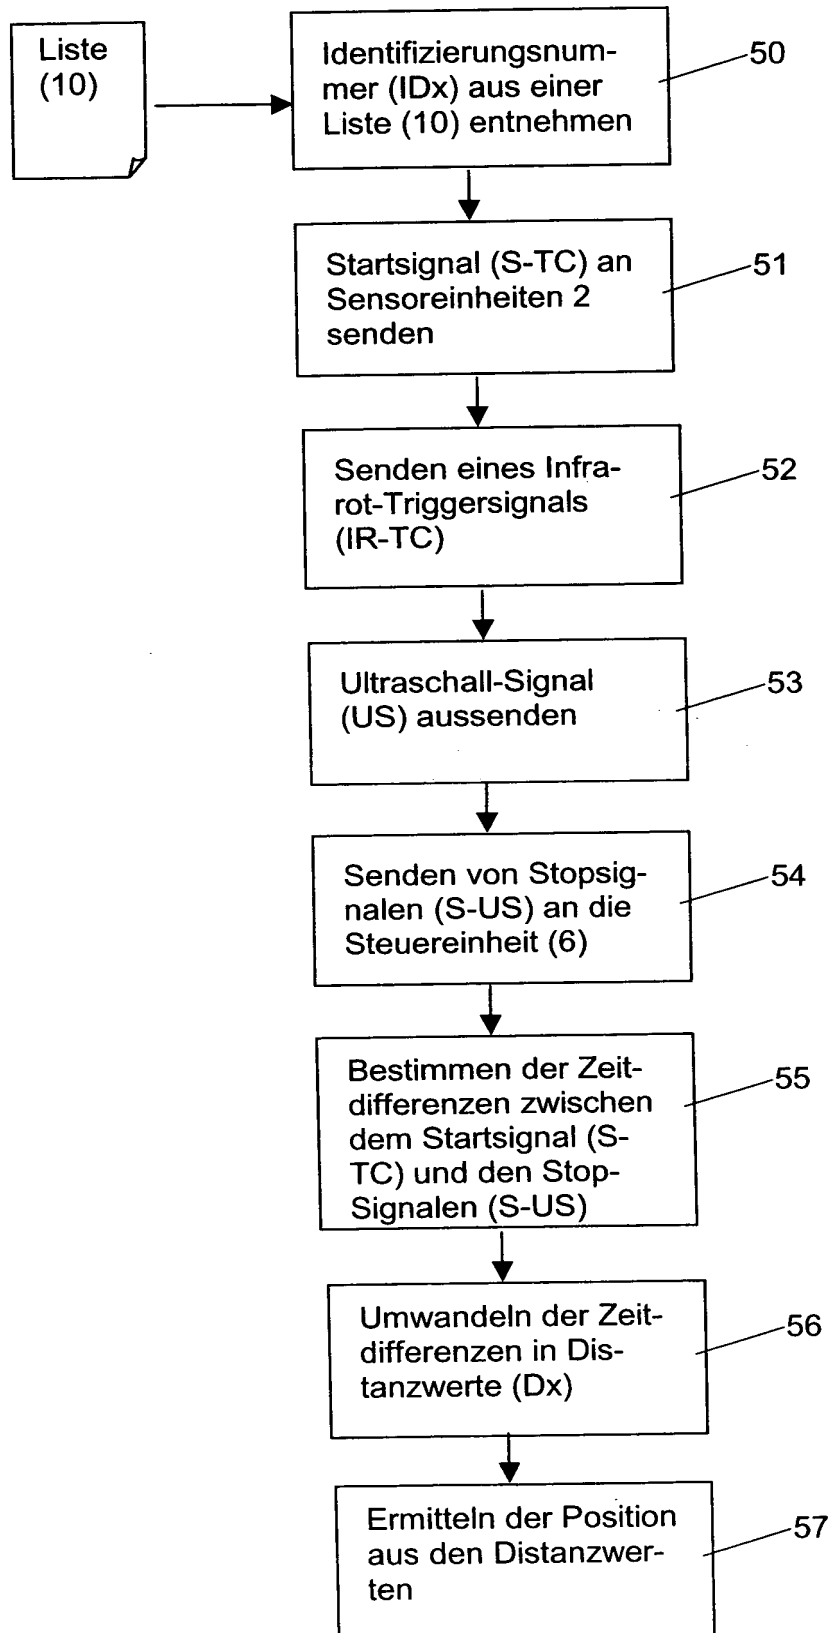 Liste
(10)
Identifizierungsnum-
mer (IDx) aus einer
Liste (10) entnehmen
50
Startsignal (S-TC) an
Sensoreinheiten 2
senden
51
Senden eines Infra-
rot-Triggersignals
(IR-TC)
52
Ultraschall-Signal
(US) aussenden
53
Senden von Stopsig-
nalen (S-US) an die
Steuereinheit (6)
54
Bestimmen der Zeit-
differenzen zwischen
dem Startsignal (S-
TC) und den Stop-
Signalen (S-US)
55
Umwandeln der Zeit-
differenzen in Dis-
tanzwerte (Dx)
56
Ermitteln der Position
aus den Distanzwer-
ten
57